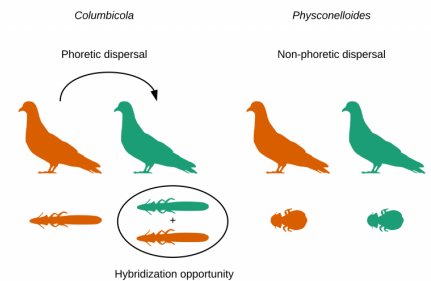 Columbicola
Physconelloides
Phoretic dispersal
Non-phoretic dispersal
+
Hybridization opportunity